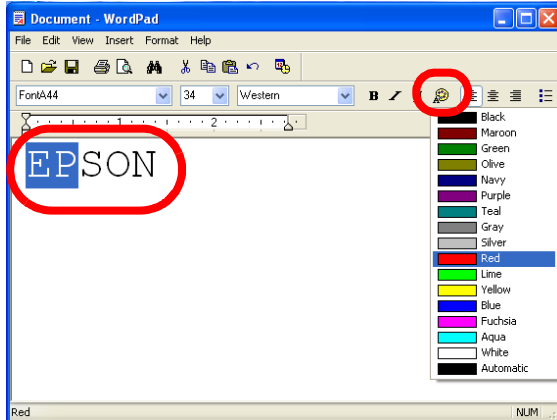 Document - WordPad
File Edit View Insert Format Help
FontA44 34 Western B
1 2
EPSON
Black
Maroon
Green
Olive
Navy
Purple
Teal
Gray
Silver
Red
Lime
Yellow
Blue
Fuchsia
Aqua
White
Automatic
Red NUM